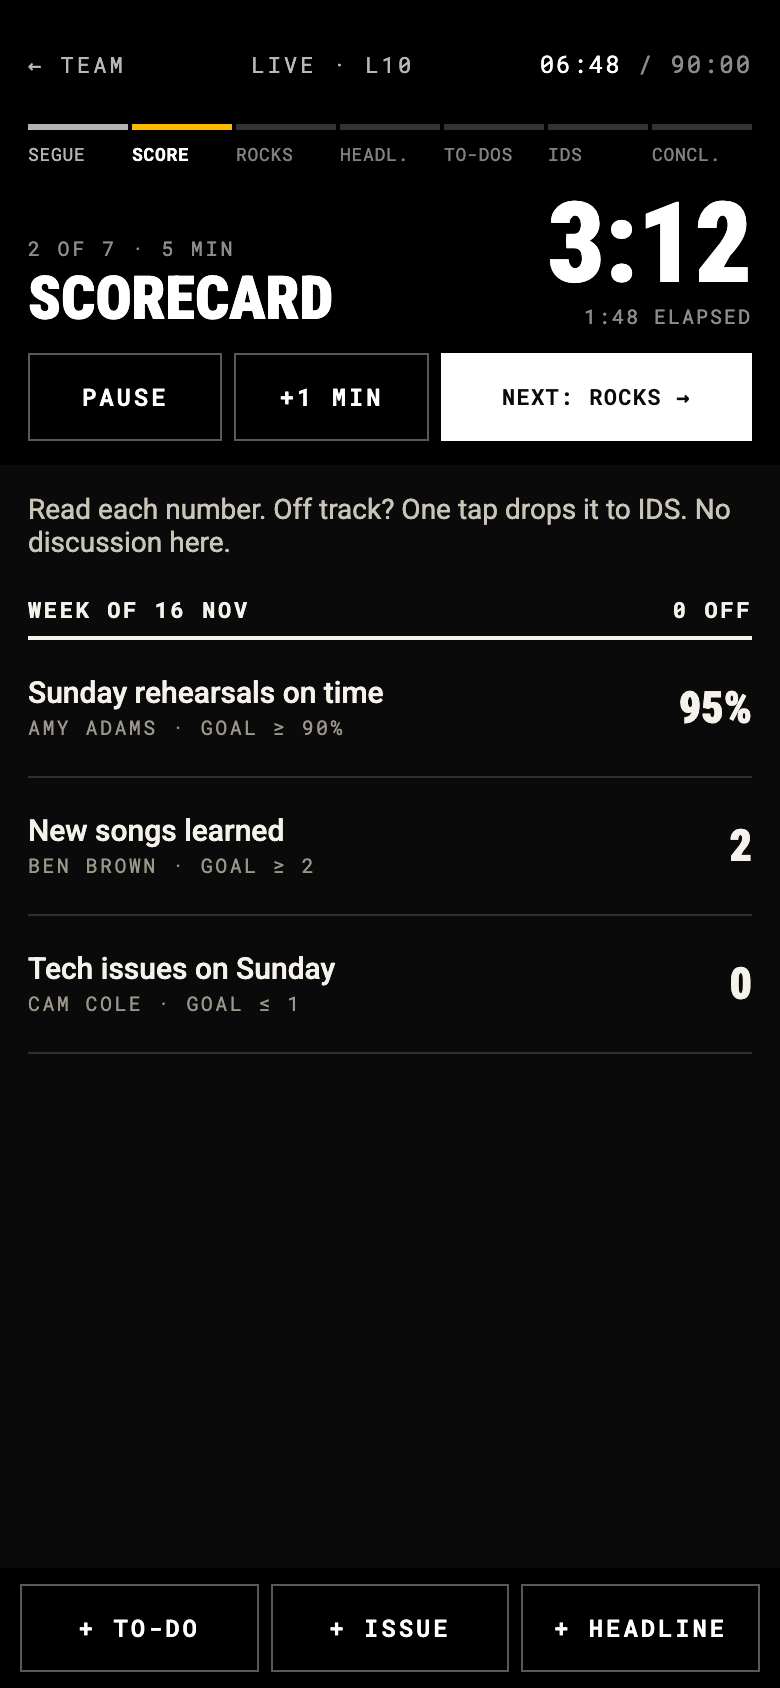 ← TEAM
LIVE · L10
06:48 / 90:00
SEGUE
SCORE
ROCKS
HEADL.
TO-DOS
IDS
CONCL.
2 OF 7 · 5 MIN
SCORECARD
3:12
1:48 ELAPSED
PAUSE
+1 MIN
NEXT: ROCKS →
Read each number. Off track? One tap drops it to IDS. No
discussion here.
WEEK OF 16 NOV
0 OFF
Sunday rehearsals on time
AMY ADAMS · GOAL ≥ 90%
95%
New songs learned
BEN BROWN · GOAL ≥ 2
2
Tech issues on Sunday
CAM COLE · GOAL ≤ 1
0
+ TO-DO
+ ISSUE
+ HEADLINE